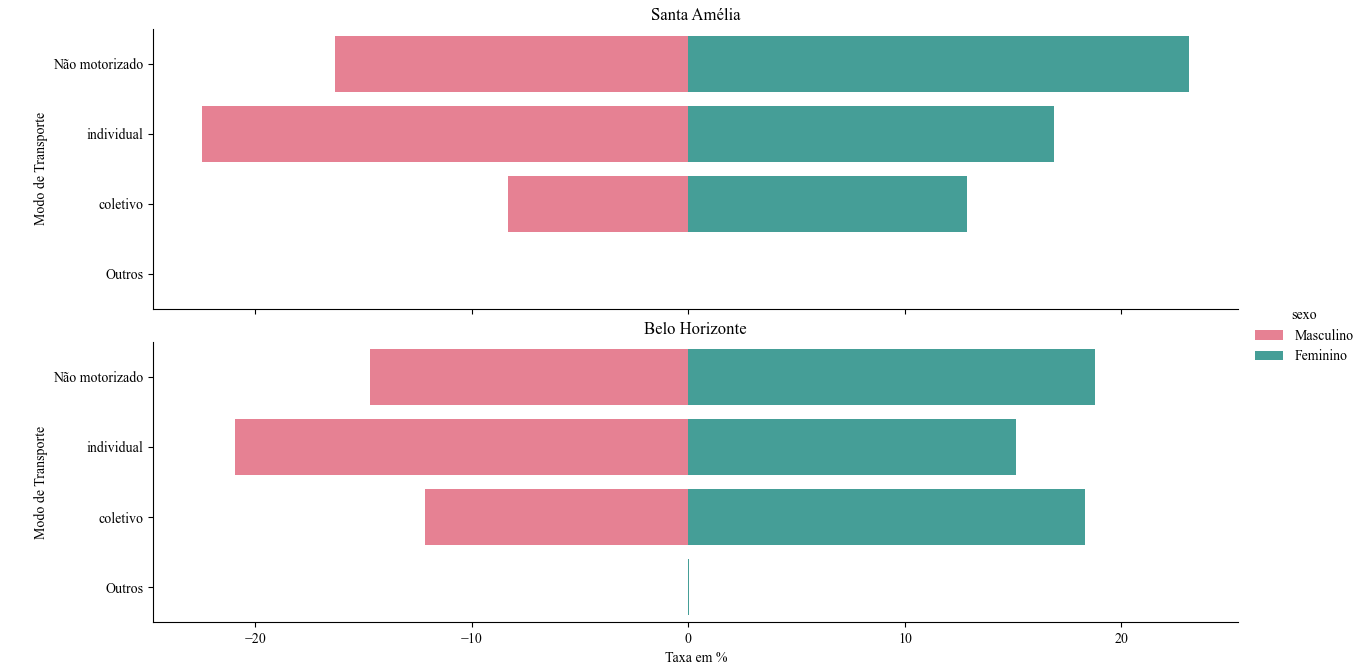 Santa Amélia
Modo de Transporte
Não motorizado
individual
coletivo
Outros
sexo
Masculino
Feminino
Belo Horizonte
Modo de Transporte
Não motorizado
individual
coletivo
Outros
−20 −10 0 10 20
Taxa em %